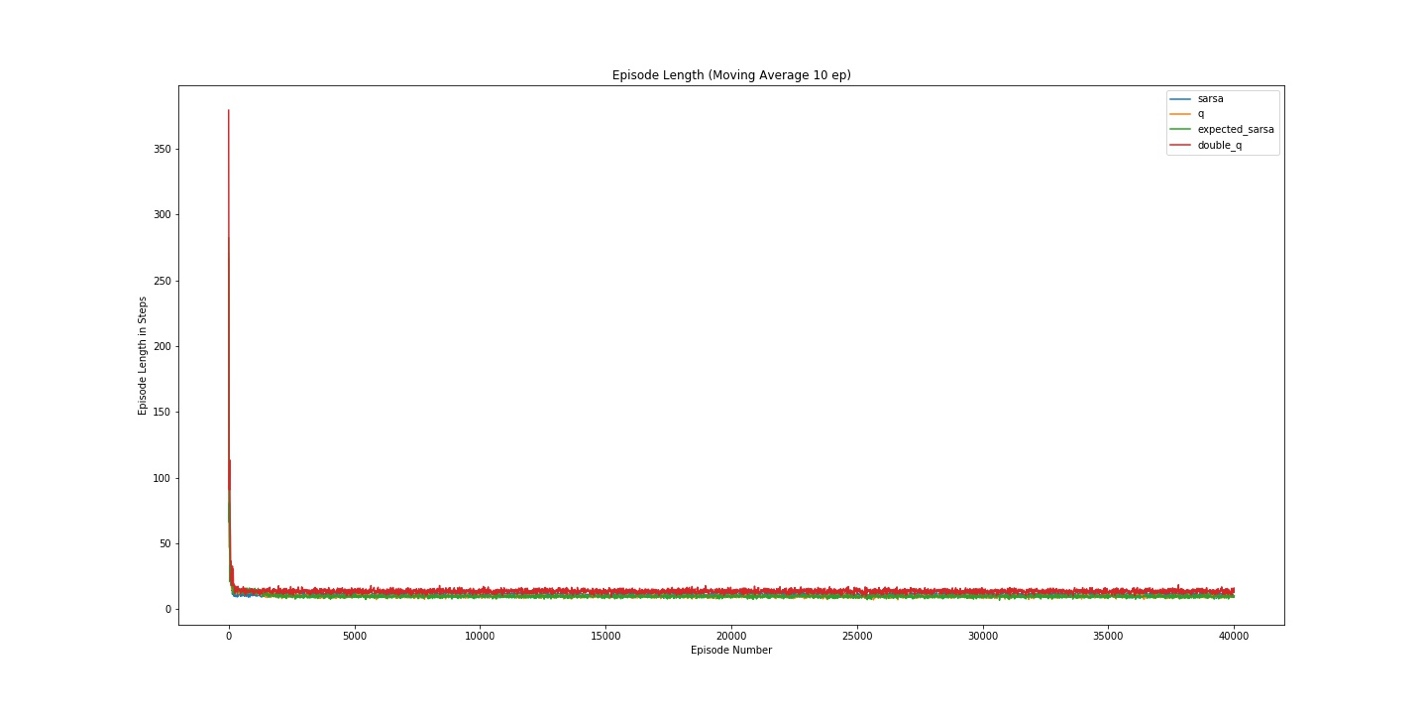 Episode Length (Moving Average 10 ep)
sarsa
q
expected_sarsa
double_q
350
300
250
200
150
100
50
0
Episode Length in Steps
0 5000 10000 15000 20000 25000 30000 35000 40000
Episode Number